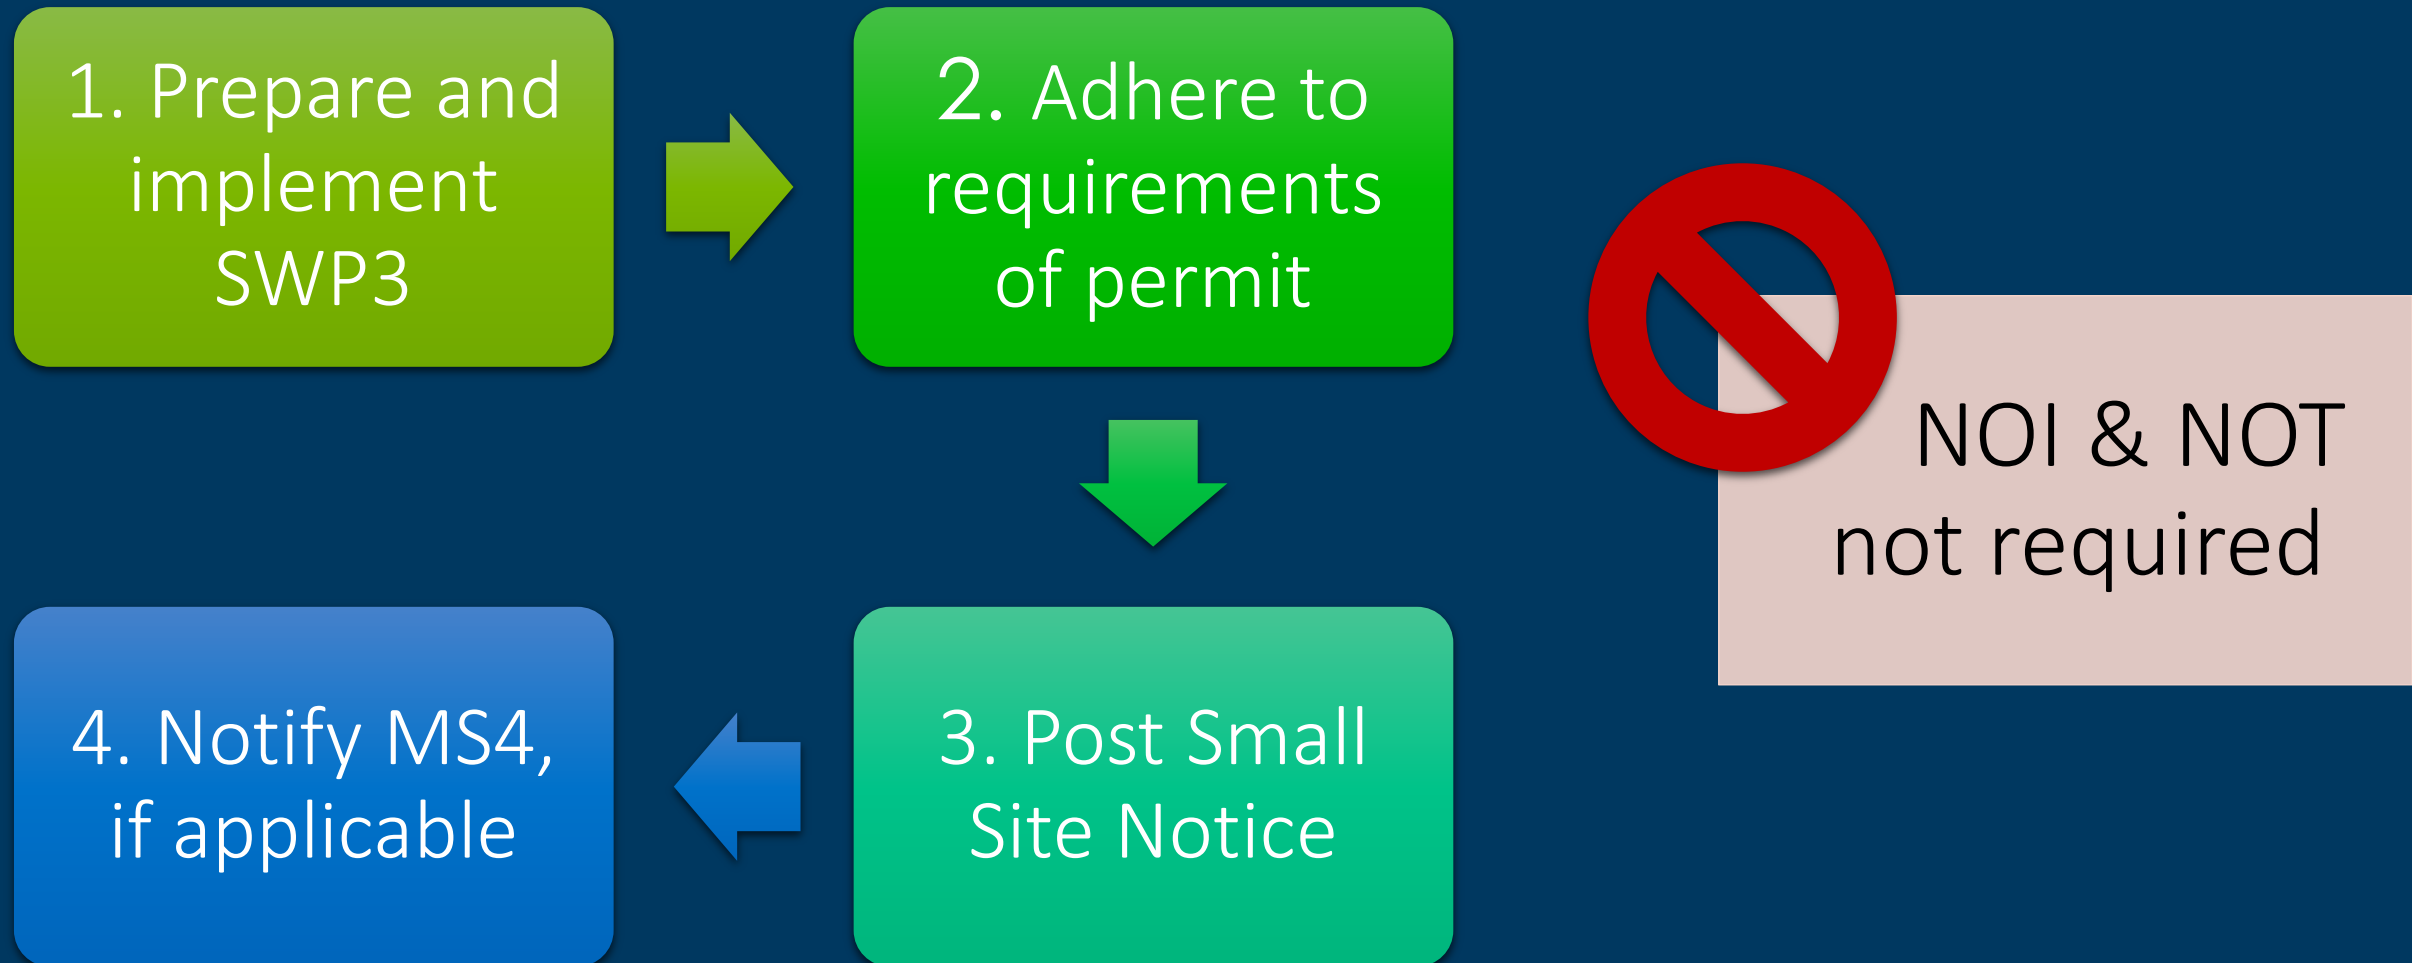 1. Prepare and
implement
SWP3
2. Adhere to
requirements
of permit
3. Post Small
Site Notice
4. Notify MS4,
if applicable
NOI & NOT
not required